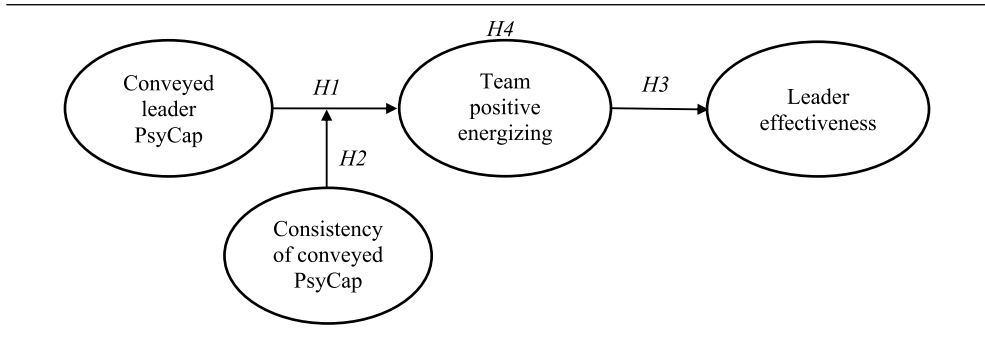 H4
Conveyed
leader
PsyCap
H1
Team
positive
energizing
H3
Leader
effectiveness
H2
Consistency
of conveyed
PsyCap